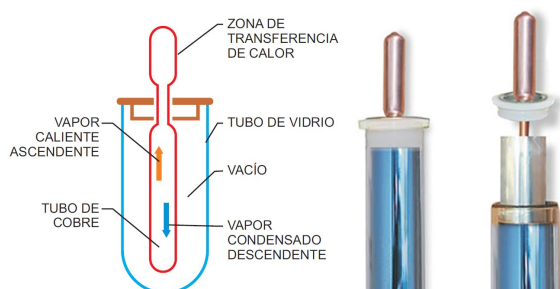 ZONA DE
TRANSFERENCIA
DE CALOR
VAPOR
CALIENTE
ASCENDENTE
TUBO DE VIDRIO
VACÍO
TUBO DE
COBRE
VAPOR
CONDENSADO
DESCENDENTE